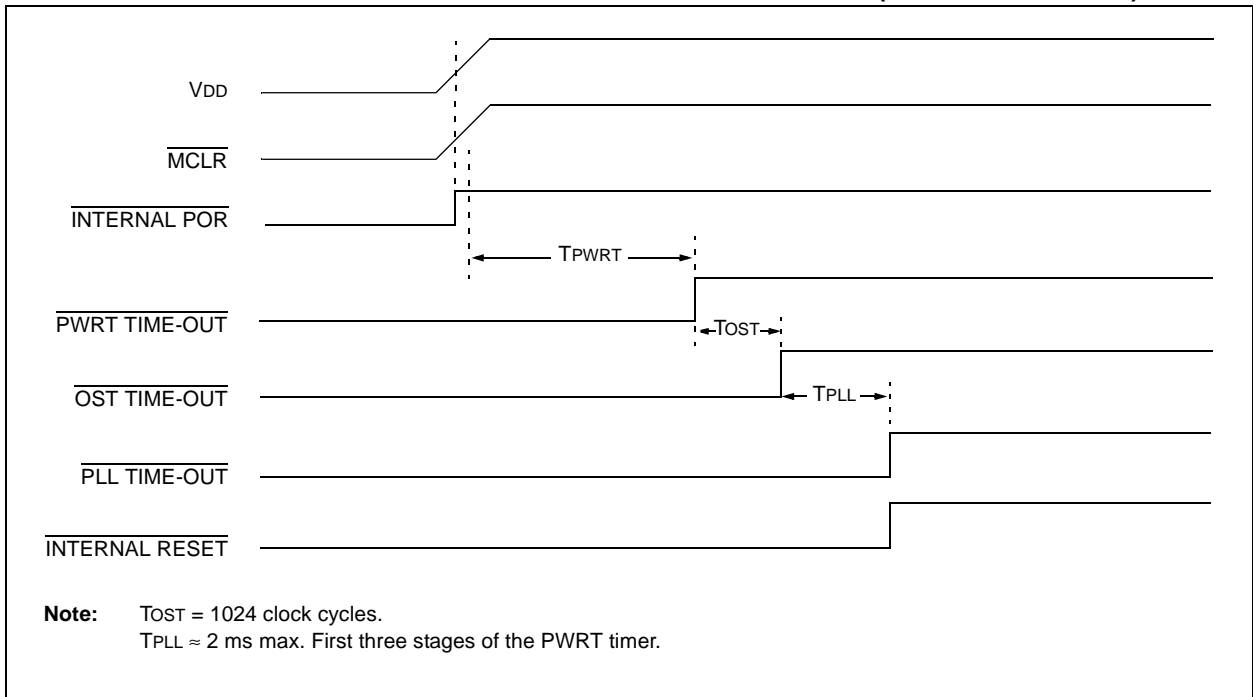 VDD
MCLR
INTERNAL POR
TPWRT
PWRT TIME-OUT
TOST
OST TIME-OUT
TPLL
PLL TIME-OUT
INTERNAL RESET
Note: TOST = 1024 clock cycles.
TPLL ≈ 2 ms max. First three stages of the PWRT timer.